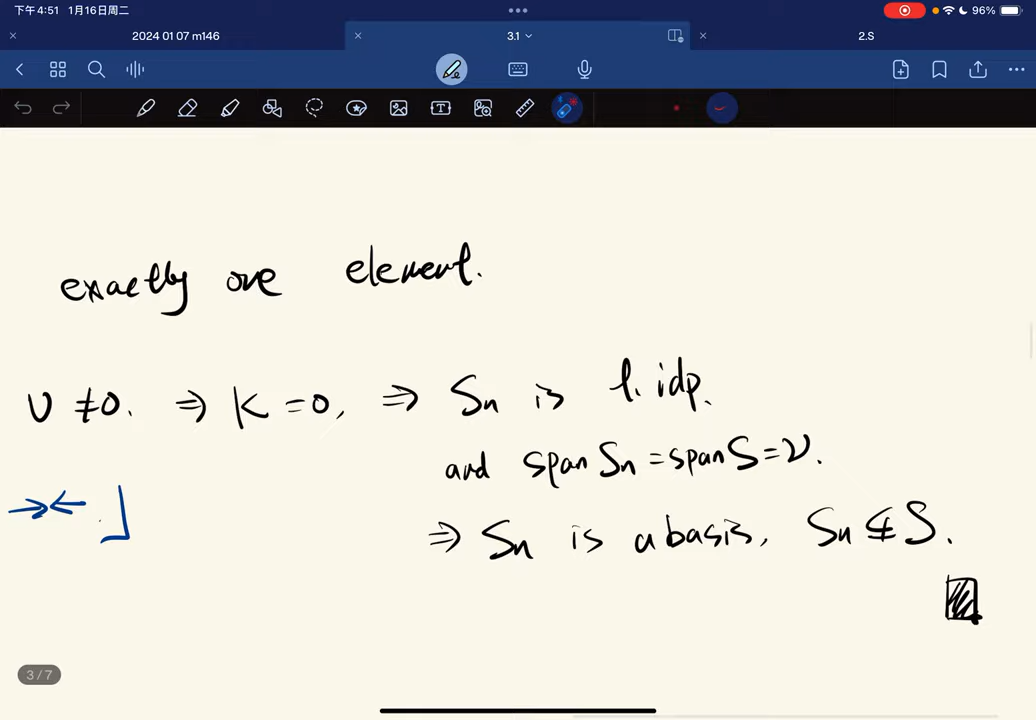 下午4:51 1月16日周二
96%
2024 01 07 m146
3.1
2.S
exactly one element.
v ≠0. ⇒ K =0, ⇒ Sn is l. idp.
and span Sn = span S = V.
→← ⌋
⇒ Sn is a basis, Sn ⊊ S.
3 / 7